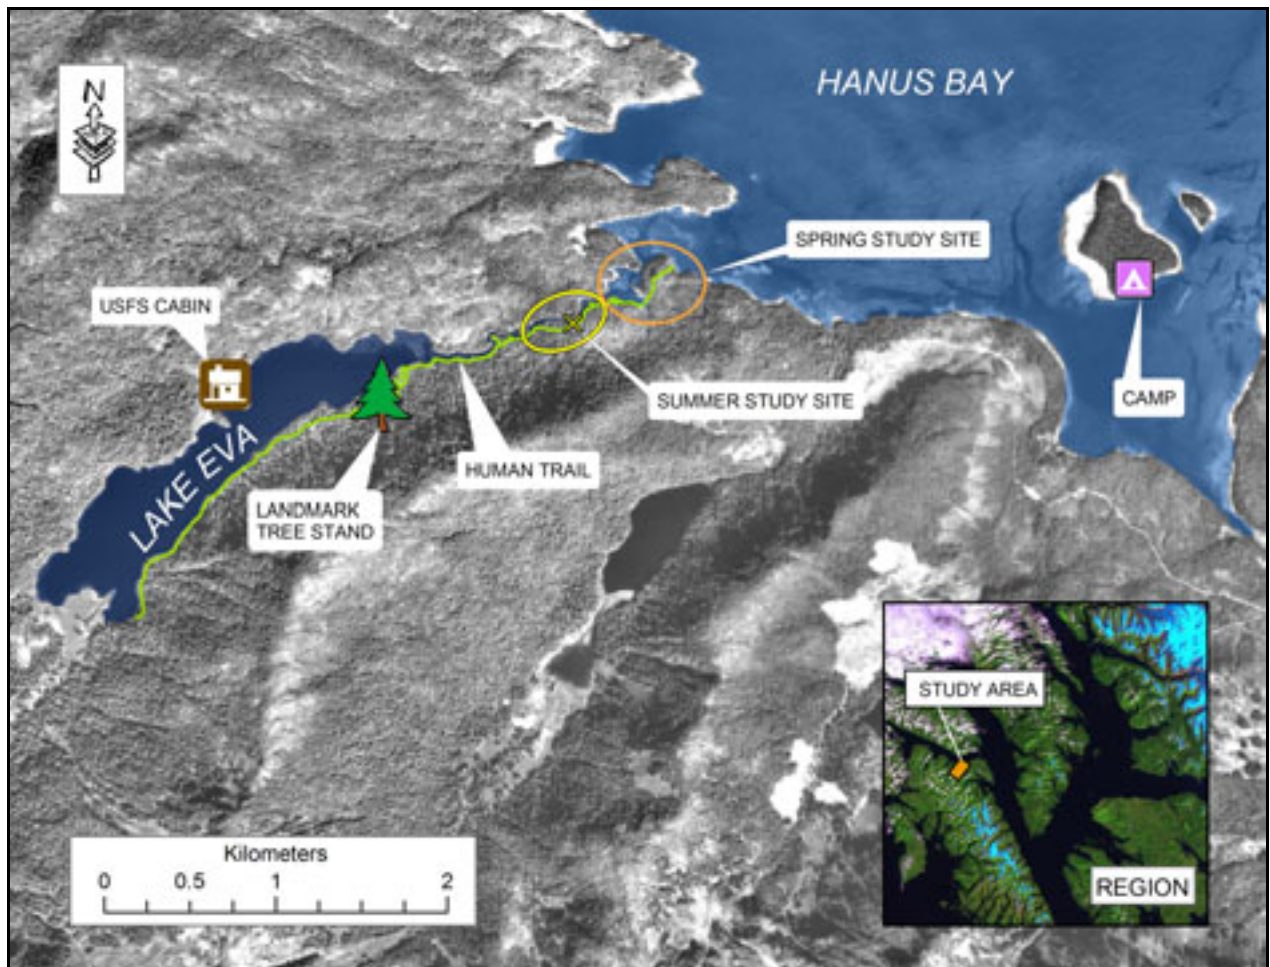 HANUS BAY
N
SPRING STUDY SITE
USFS CABIN
SUMMER STUDY SITE
CAMP
LAKE EVA
HUMAN TRAIL
LANDMARK
TREE STAND
STUDY AREA
Kilometers
0 0.5 1 2
REGION